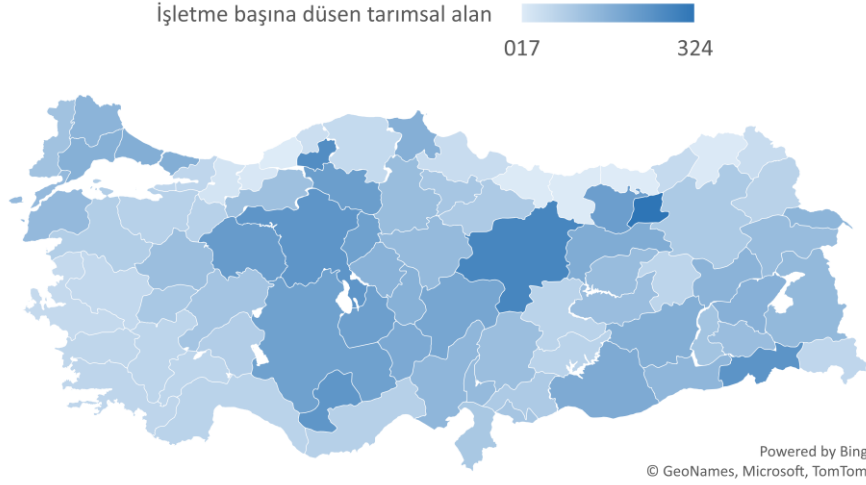 İşletme başına düsen tarımsal alan
017 324
Powered by Bing
© GeoNames, Microsoft, TomTom